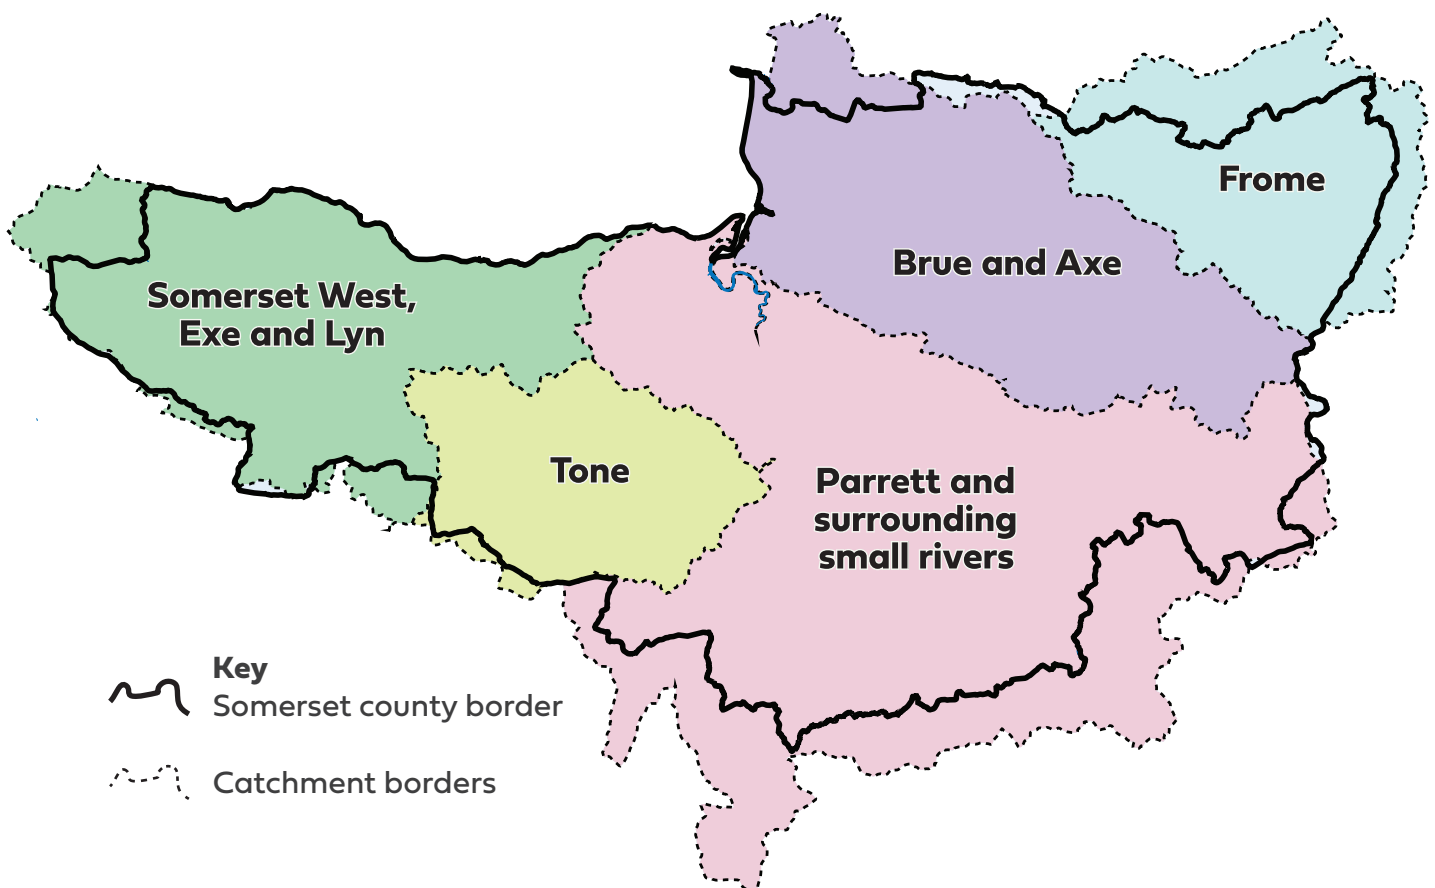 Frome
Brue and Axe
Somerset West,
Exe and Lyn
Tone
Parrett and
surrounding
small rivers
Key
Somerset county border
Catchment borders